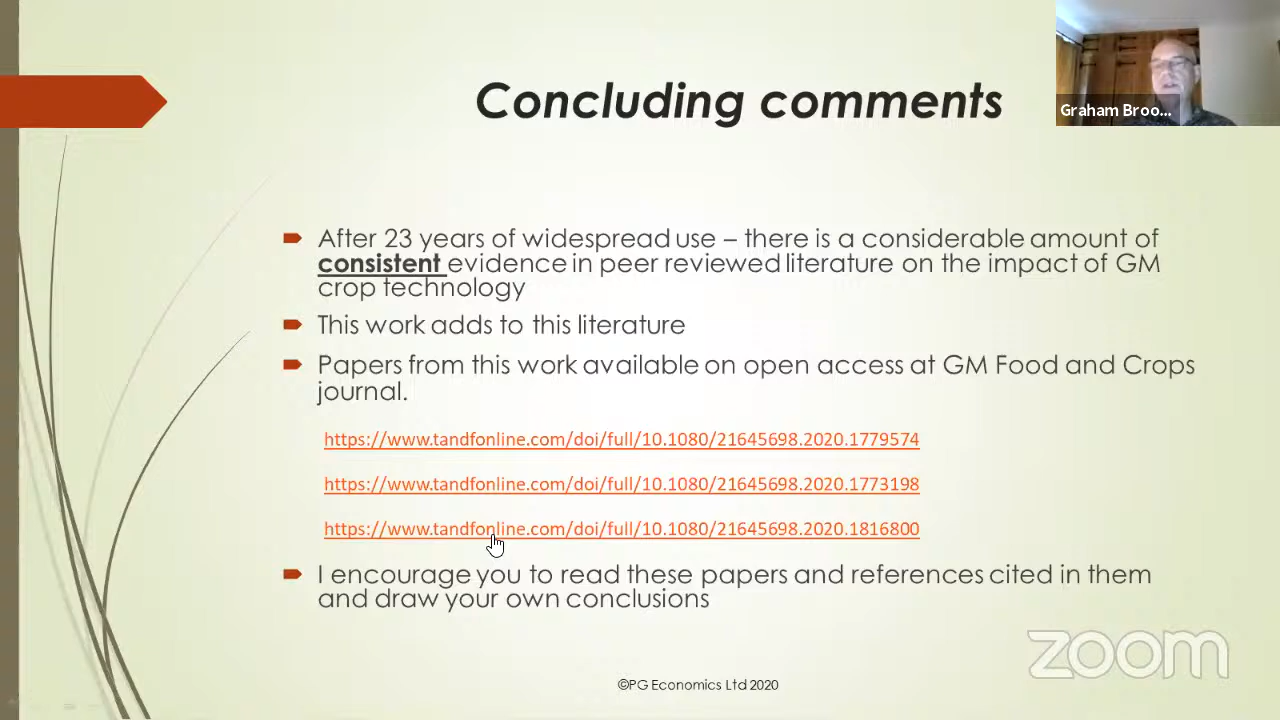 Concluding comments
Graham Broo...
After 23 years of widespread use – there is a considerable amount of
consistent evidence in peer reviewed literature on the impact of GM
crop technology
This work adds to this literature
Papers from this work available on open access at GM Food and Crops
journal.
https://www.tandfonline.com/doi/full/10.1080/21645698.2020.1779574
https://www.tandfonline.com/doi/full/10.1080/21645698.2020.1773198
https://www.tandfonline.com/doi/full/10.1080/21645698.2020.1816800
I encourage you to read these papers and references cited in them
and draw your own conclusions
zoom
©PG Economics Ltd 2020